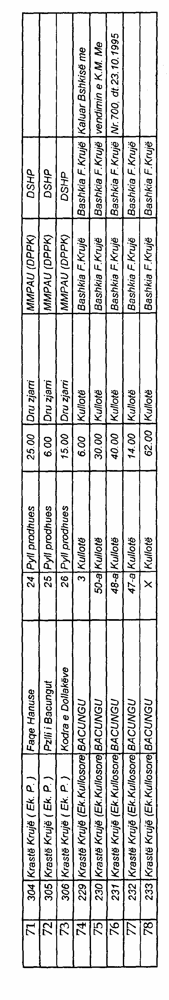 71 304 Krastë Krujë ( Ek. P. ) Faqe Hanuse 24 Pyll prodhues 25.00 Dru zjarri MMPAU (DPPK) DSHP
72 305 Krastë Krujë ( Ek. P. ) Pzlli i Bacungut 25 Pyll prodhues 6.00 Dru zjarri MMPAU (DPPK) DSHP
73 306 Krastë Krujë ( Ek. P. ) Kodra e Dollakëve 26 Pyll prodhues 15.00 Dru zjarri MMPAU (DPPK) DSHP
74 229 Krastë Krujë (Ek.Kullosore BACUNGU 3 Kullotë 6.00 Kullotë Bashkia F.Krujë Bashkia F.Krujë Kaluar Bshkisë me
75 230 Krastë Krujë (Ek.Kullosore BACUNGU 50-a Kullotë 30.00 Kullotë Bashkia F.Krujë Bashkia F.Krujë vendimin e K.M. Me
76 231 Krastë Krujë (Ek.Kullosore BACUNGU 48-a Kullotë 40.00 Kullotë Bashkia F.Krujë Bashkia F.Krujë Nr.700, dt.23.10.1995
77 232 Krastë Krujë (Ek.Kullosore BACUNGU 47-a Kullotë 14.00 Kullotë Bashkia F.Krujë Bashkia F.Krujë
78 233 Krastë Krujë (Ek.Kullosore BACUNGU X Kullotë 62.00 Kullotë Bashkia F.Krujë Bashkia F.Krujë